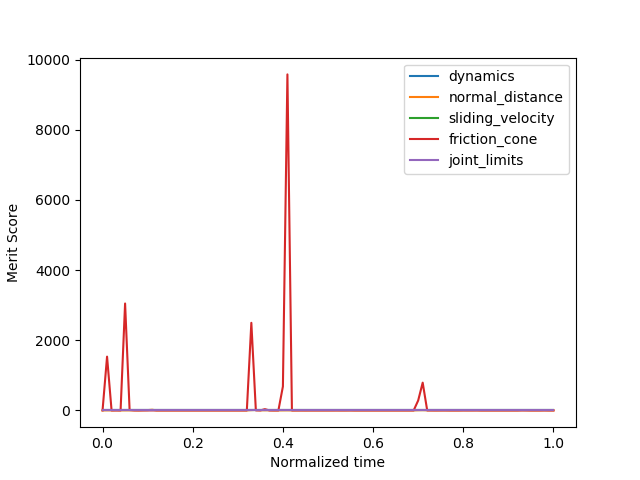 10000
8000
6000
4000
2000
0
Merit Score
dynamics
normal_distance
sliding_velocity
friction_cone
joint_limits
0.0 0.2 0.4 0.6 0.8 1.0
Normalized time